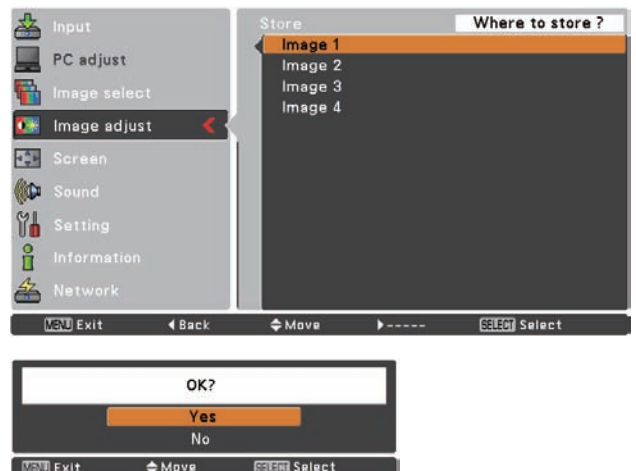 Input
PC adjust
Image select
Image adjust
Screen
Sound
Setting
Information
Network
Store
Where to store ?
Image 1
Image 2
Image 3
Image 4
MENU Exit Back Move ----- SELECT Select
OK?
Yes
No
MENU Exit Move SELECT Select